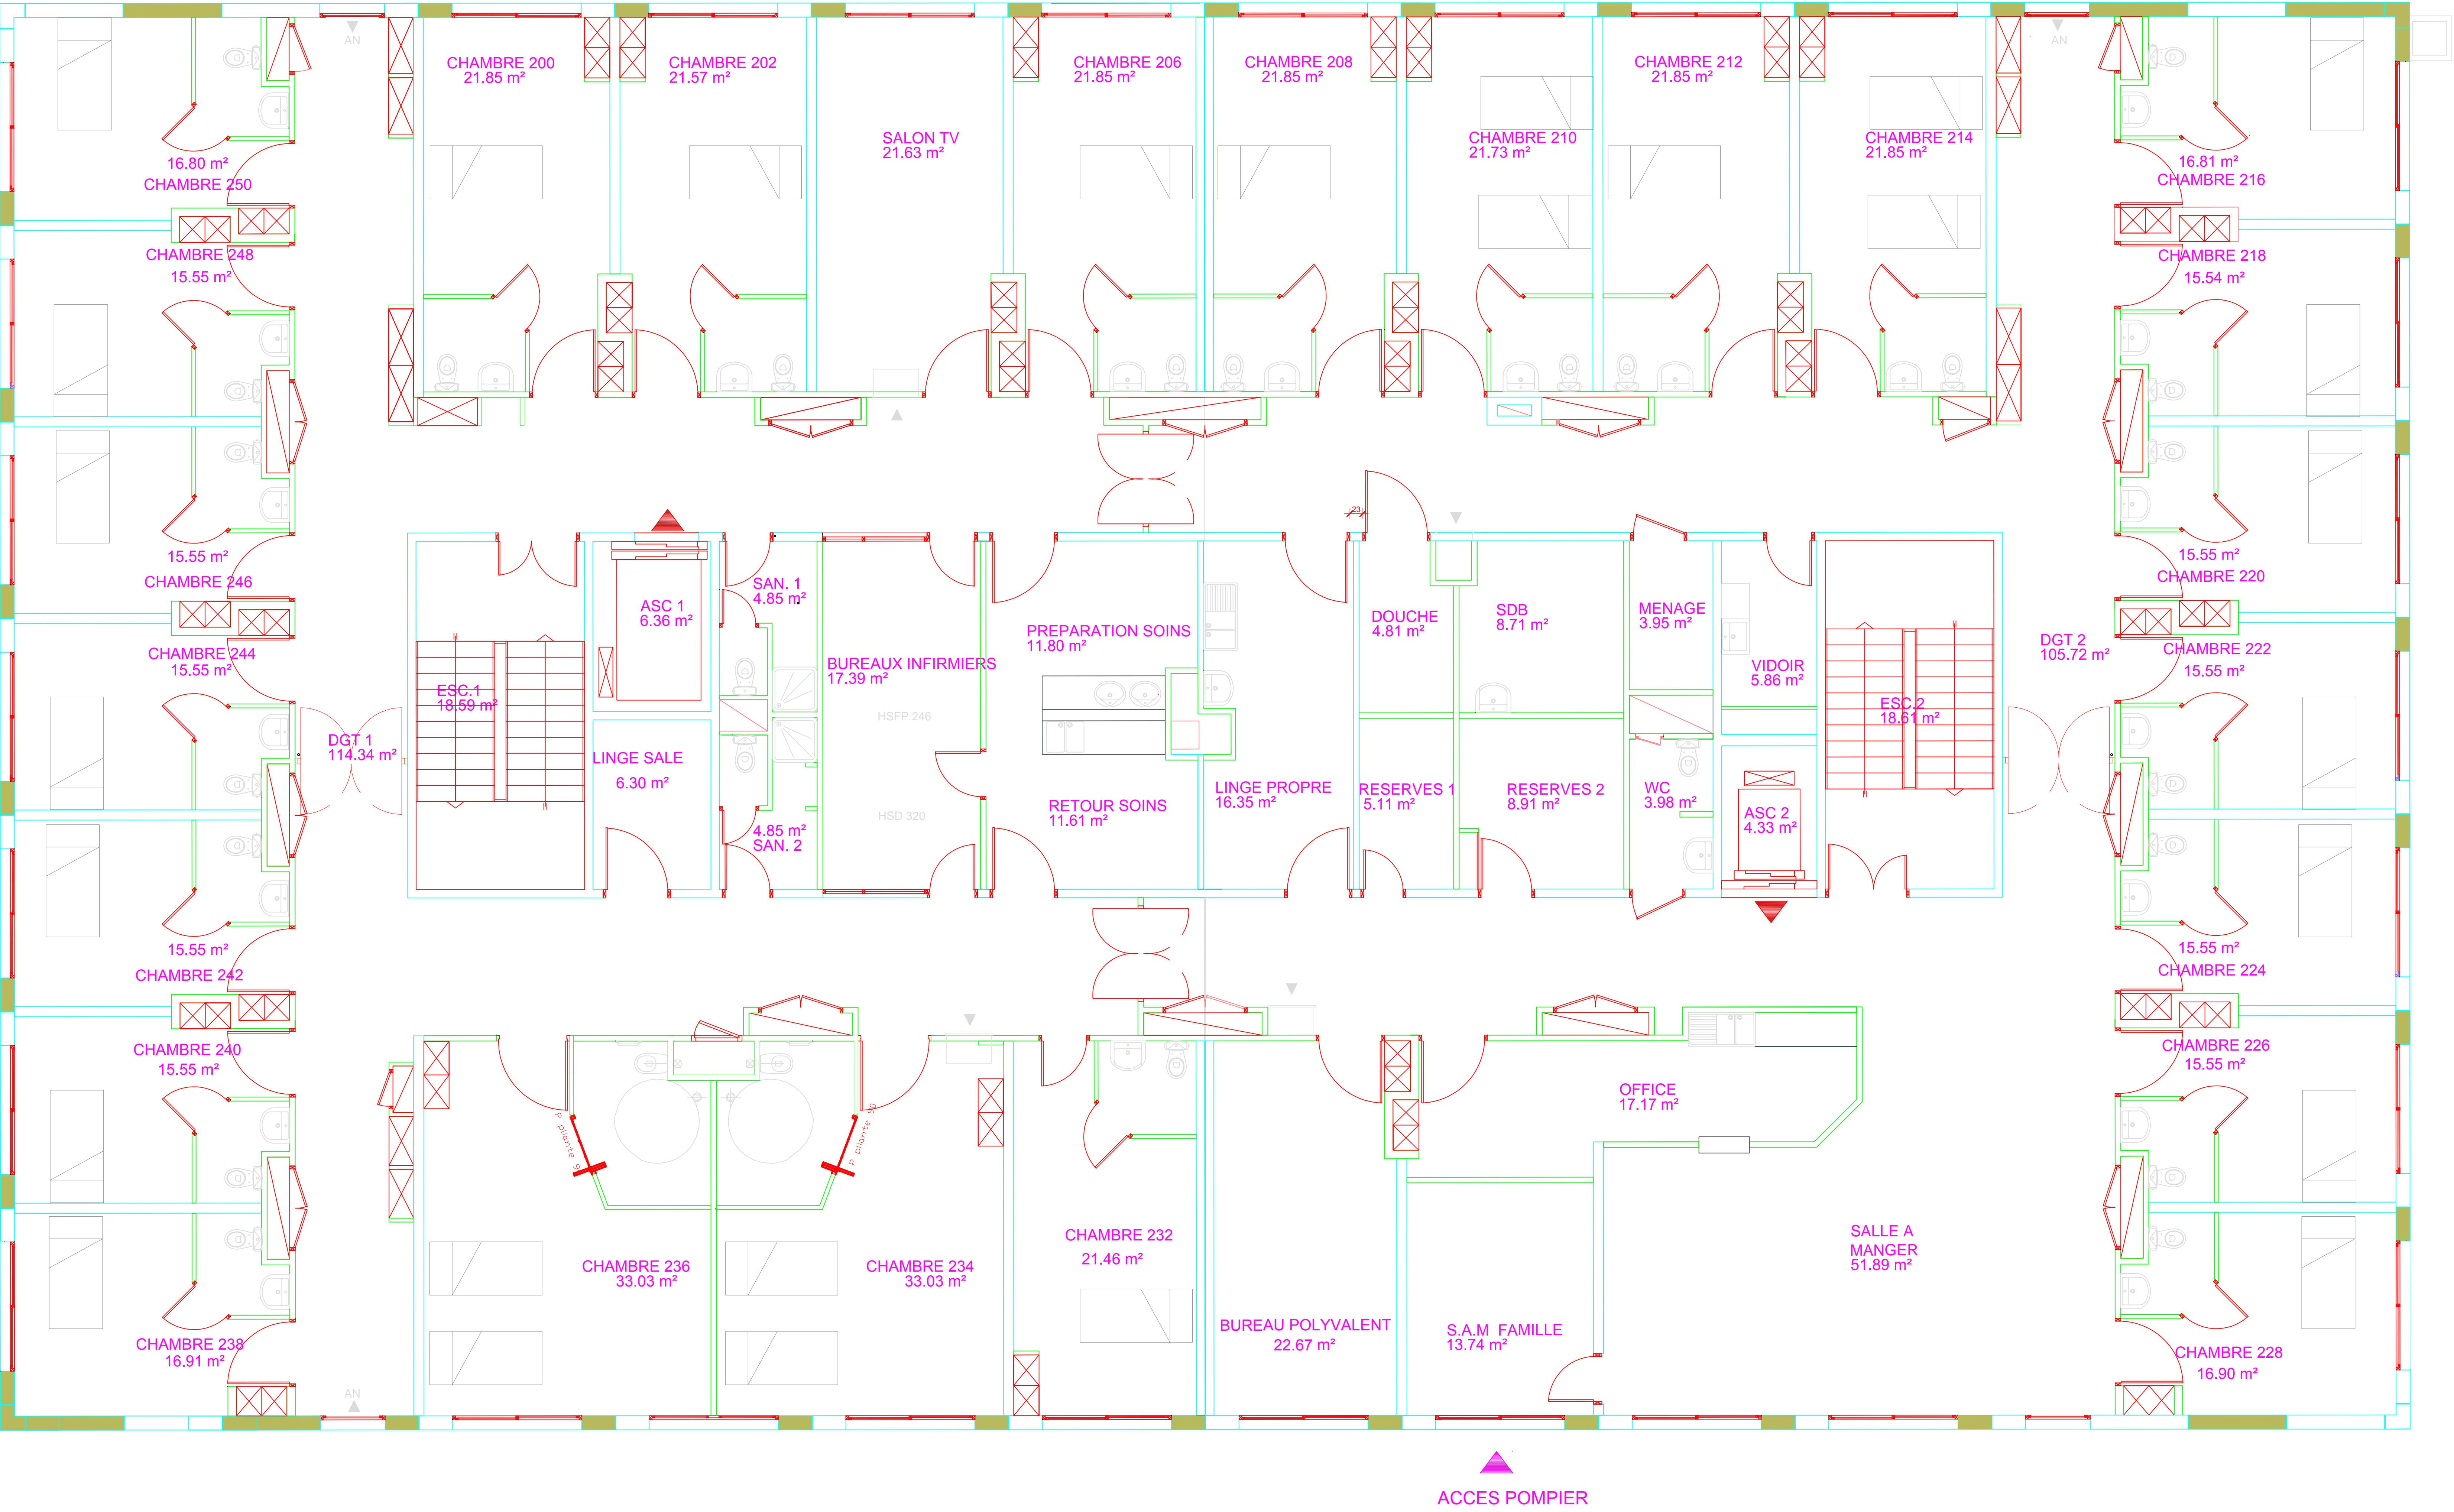 AN
AN
CHAMBRE 200
21.85 m²
CHAMBRE 202
21.57 m²
SALON TV
21.63 m²
CHAMBRE 206
21.85 m²
CHAMBRE 208
21.85 m²
CHAMBRE 210
21.73 m²
CHAMBRE 212
21.85 m²
CHAMBRE 214
21.85 m²
16.80 m²
CHAMBRE 250
16.81 m²
CHAMBRE 216
CHAMBRE 248
15.55 m²
CHAMBRE 218
15.54 m²
15.55 m²
CHAMBRE 246
15.55 m²
CHAMBRE 220
CHAMBRE 244
15.55 m²
CHAMBRE 222
15.55 m²
23
SAN. 1
4.85 m²
ASC 1
6.36 m²
PREPARATION SOINS
11.80 m²
DOUCHE
4.81 m²
SDB
8.71 m²
MENAGE
3.95 m²
VIDOIR
5.86 m²
DGT 2
105.72 m²
BUREAUX INFIRMIERS
17.39 m²
HSFP 246
HSD 320
ESC.1
18.59 m²
ESC.2
18.61 m²
DGT 1
114.34 m²
LINGE SALE
6.30 m²
4.85 m²
SAN. 2
RETOUR SOINS
11.61 m²
LINGE PROPRE
16.35 m²
RESERVES 1
5.11 m²
RESERVES 2
8.91 m²
WC
3.98 m²
ASC 2
4.33 m²
15.55 m²
CHAMBRE 242
15.55 m²
CHAMBRE 224
CHAMBRE 240
15.55 m²
CHAMBRE 226
15.55 m²
P pliante 9
P pliante 90
OFFICE
17.17 m²
CHAMBRE 236
33.03 m²
CHAMBRE 234
33.03 m²
CHAMBRE 232
21.46 m²
BUREAU POLYVALENT
22.67 m²
S.A.M FAMILLE
13.74 m²
SALLE A
MANGER
51.89 m²
CHAMBRE 238
16.91 m²
CHAMBRE 228
16.90 m²
AN
ACCES POMPIER